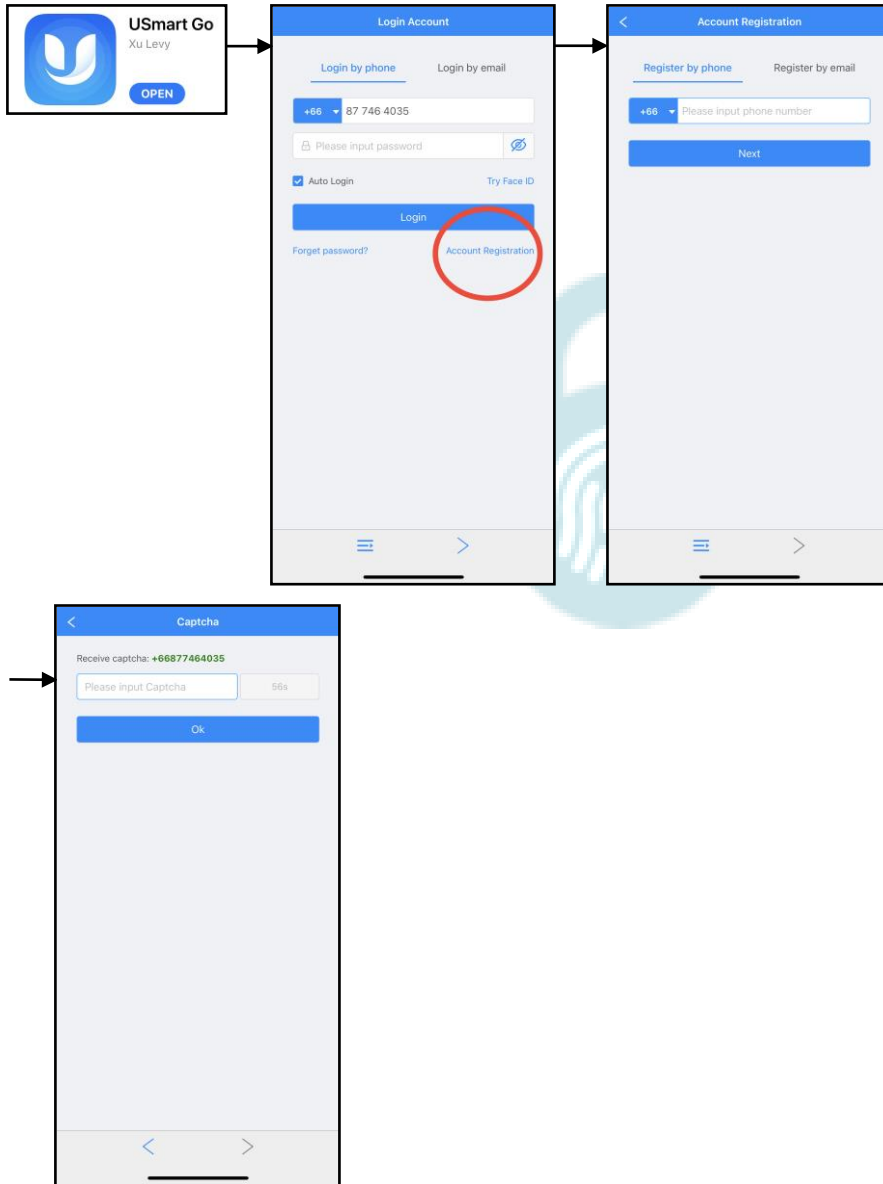 USmart Go
Xu Levy
OPEN
Login Account
Login by phone Login by email
+66 87 746 4035
Please input password
Auto Login Try Face ID
Login
Forget password? Account Registration
Account Registration
Register by phone Register by email
+66 Please input phone number
Next
Captcha
Receive captcha: +66877464035
Please input Captcha 56s
Ok